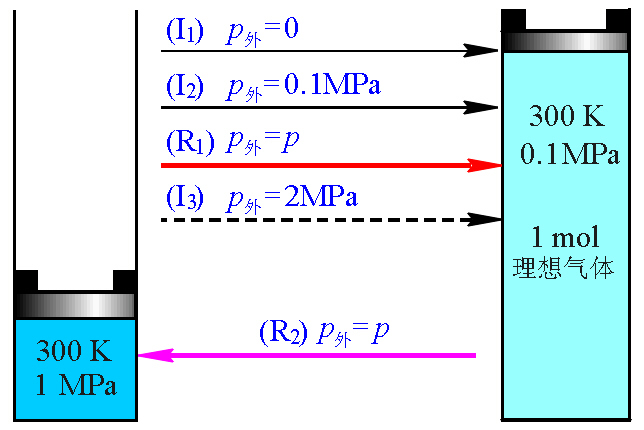 (I₁) p外=0
(I₂) p外=0.1MPa
(R₁) p外=p
(I₃) p外=2MPa
(R₂) p外=p
300 K
1 MPa
300 K
0.1MPa
1 mol
理想气体